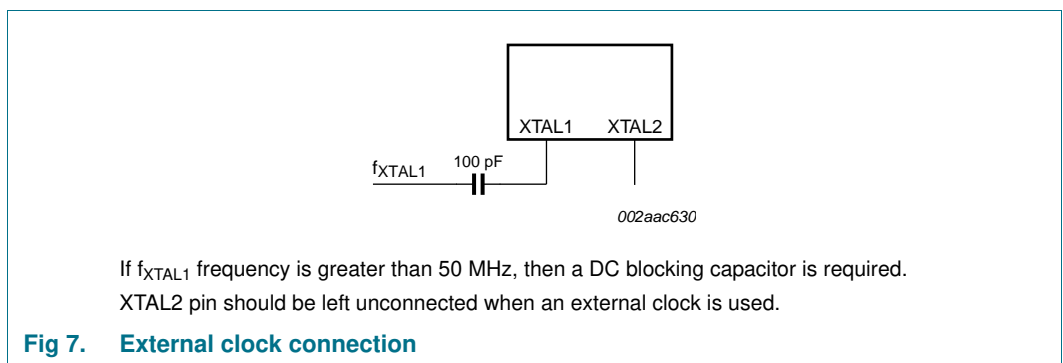 XTAL1 XTAL2
fXTAL1
100 pF
002aac630
If fXTAL1 frequency is greater than 50 MHz, then a DC blocking capacitor is required.
XTAL2 pin should be left unconnected when an external clock is used.
Fig 7. External clock connection